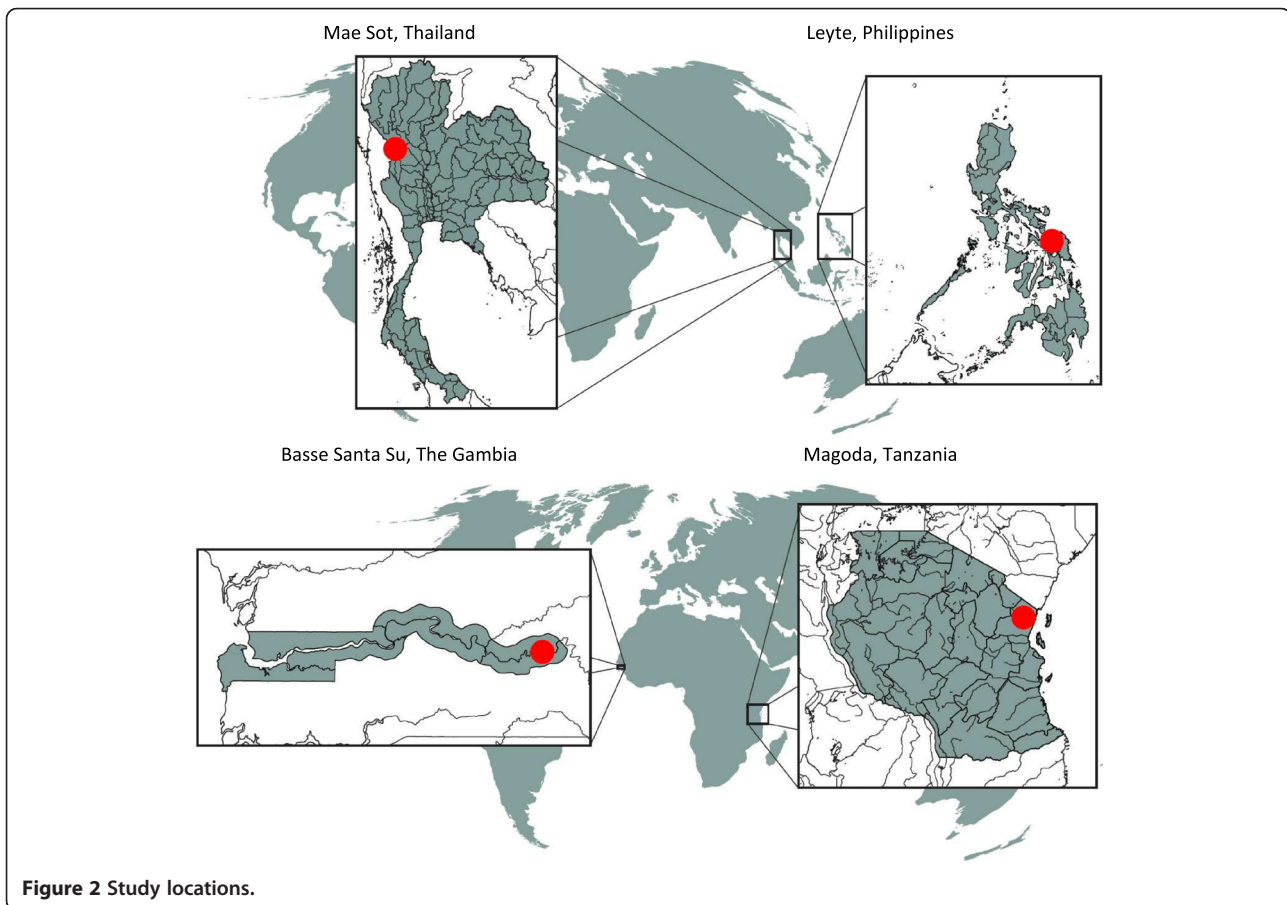 Mae Sot, Thailand
Leyte, Philippines
Basse Santa Su, The Gambia
Magoda, Tanzania
Figure 2 Study locations.